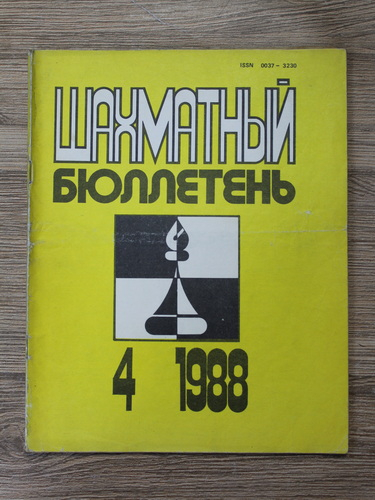 ISSN 0037-3230
ШАХМАТНЫЙ
БЮЛЛЕТЕНЬ
4 1988